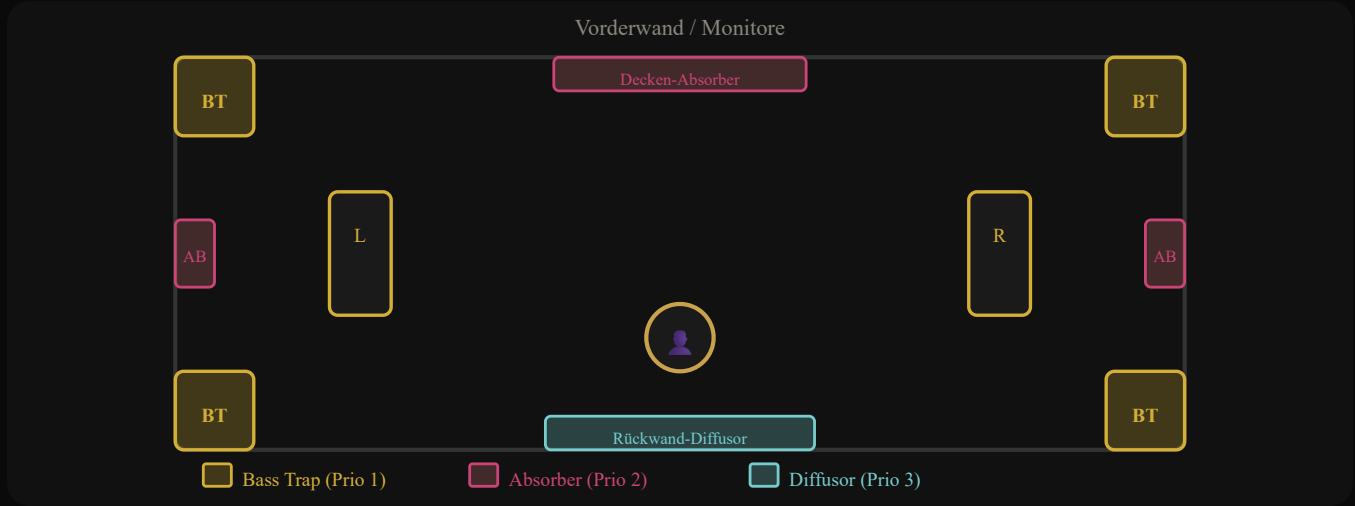 Vorderwand / Monitore
Decken-Absorber
BT
BT
L
R
AB
AB
BT
BT
Rückwand-Diffusor
Bass Trap (Prio 1)
Absorber (Prio 2)
Diffusor (Prio 3)